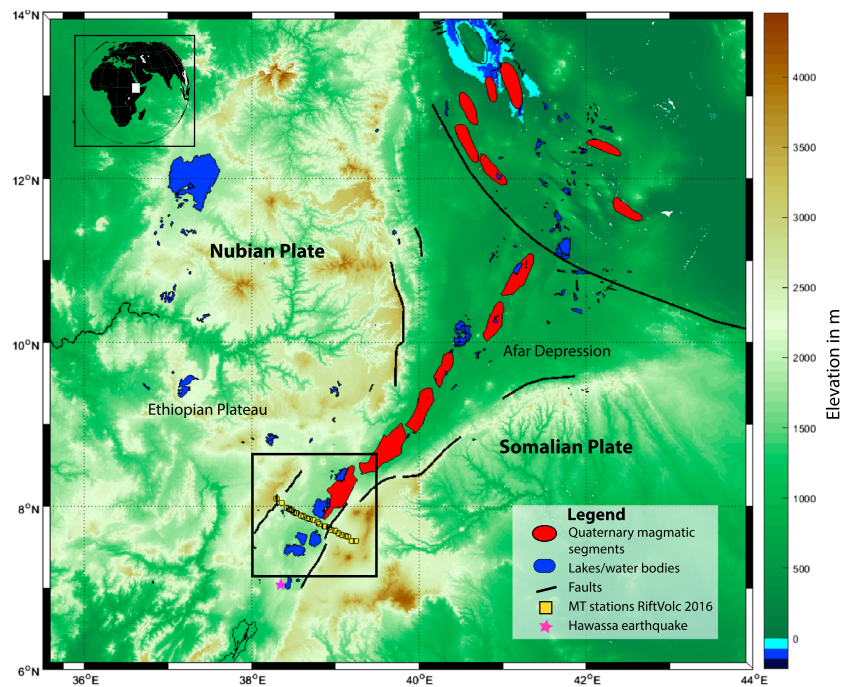 14°N
12°N
10°N
8°N
6°N
36°E
38°E
40°E
42°E
44°E
Nubian Plate
Afar Depression
Ethiopian Plateau
Somalian Plate
Legend
Quaternary magmatic
segments
Lakes/water bodies
Faults
MT stations RiftVolc 2016
Hawassa earthquake
4000
3500
3000
2500
2000
1500
1000
500
0
Elevation in m